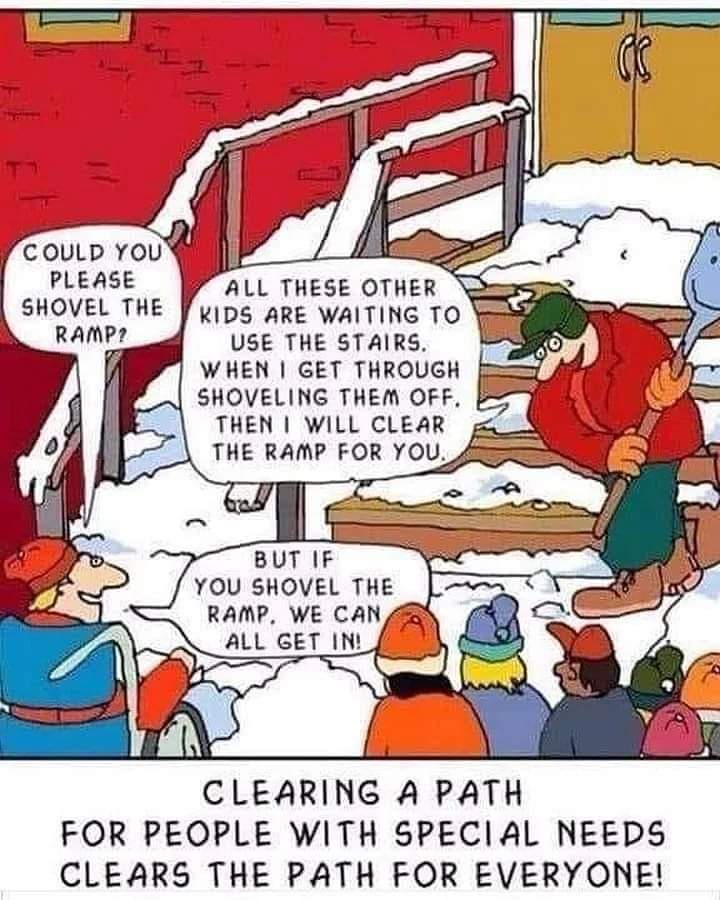 COULD YOU
PLEASE
SHOVEL THE
RAMP?
ALL THESE OTHER
KIDS ARE WAITING TO
USE THE STAIRS.
WHEN I GET THROUGH
SHOVELING THEM OFF.
THEN I WILL CLEAR
THE RAMP FOR YOU.
BUT IF
YOU SHOVEL THE
RAMP, WE CAN
ALL GET IN!
CLEARING A PATH
FOR PEOPLE WITH SPECIAL NEEDS
CLEARS THE PATH FOR EVERYONE!